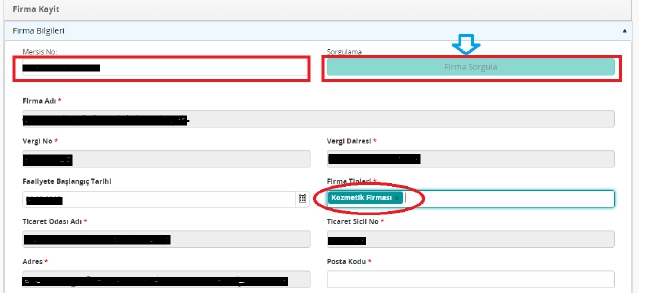 Firma Kayit
Firma Bilgileri
Mersis No:
Sorgulama
Firma Sorgula
Firma Adı *
Vergi No *
Vergi Dairesi *
Faaliyete Başlangıç Tarihi
Firma Tipleri *
Kozmetik Firması ×
Ticaret Odası Adı *
Ticaret Sicil No *
Adres *
Posta Kodu *